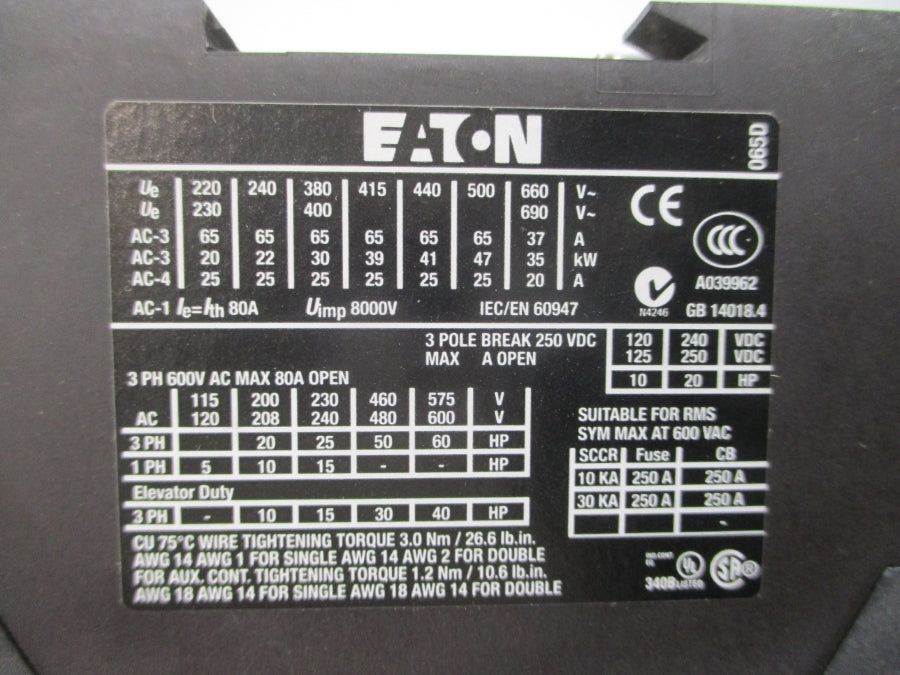 EATON
065D
Ue 220 240 380 415 440 500 660 V~
Ue 230 400 690 V~
AC-3 65 65 65 65 65 65 37 A
AC-3 20 22 30 39 41 47 35 kW
AC-4 25 25 25 25 25 25 20 A
AC-1 Ie=Ith 80A Uimp 8000V IEC/EN 60947
CE
CCC
A039962
N4246 GB 14018.4
3 POLE BREAK 250 VDC
MAX A OPEN
120 240 VDC
125 250 VDC
10 20 HP
3 PH 600V AC MAX 80A OPEN
115 200 230 460 575 V
AC 120 208 240 480 600 V
3 PH 20 25 50 60 HP
1 PH 5 10 15 - - HP
Elevator Duty
3 PH - 10 15 30 40 HP
SUITABLE FOR RMS
SYM MAX AT 600 VAC
SCCR Fuse CB
10 KA 250 A 250 A
30 KA 250 A 250 A
-
CU 75°C WIRE TIGHTENING TORQUE 3.0 Nm / 26.6 lb.in.
AWG 14 AWG 1 FOR SINGLE AWG 14 AWG 2 FOR DOUBLE
FOR AUX. CONT. TIGHTENING TORQUE 1.2 Nm / 10.6 lb.in.
AWG 18 AWG 14 FOR SINGLE AWG 18 AWG 14 FOR DOUBLE
IND.CONT.
UL
SA ®
340B LISTED